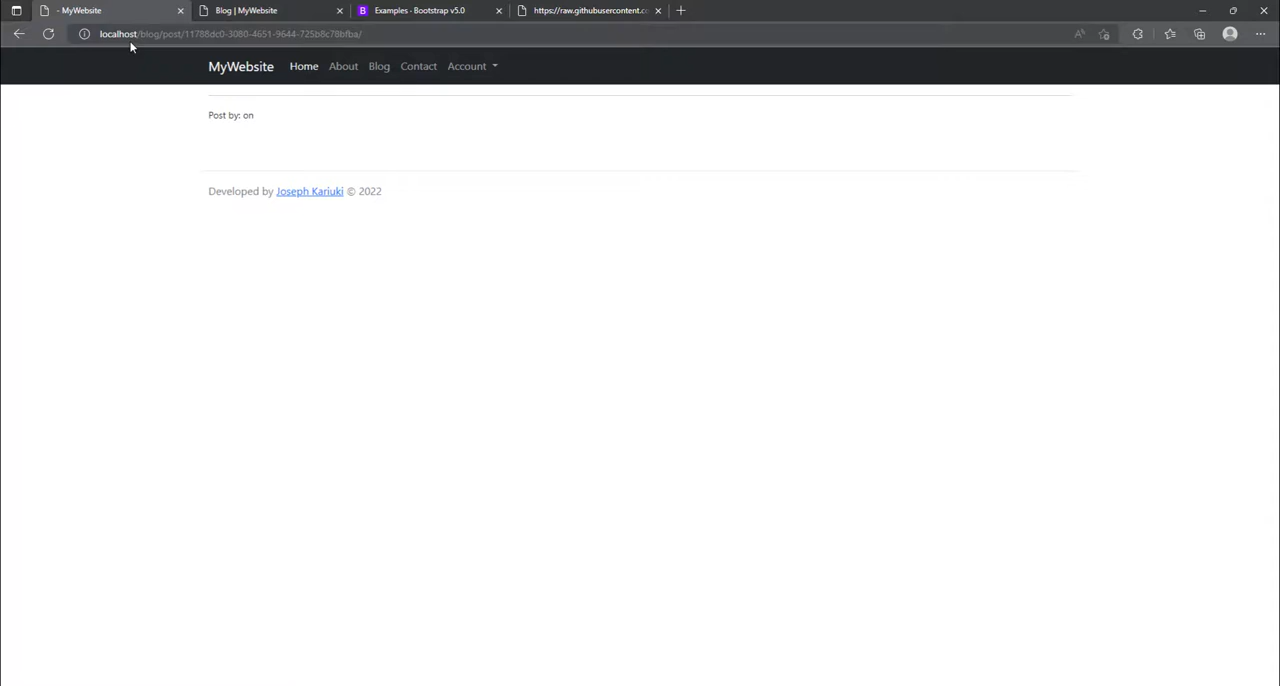 - MyWebsite
Blog | MyWebsite
B Examples - Bootstrap v5.0
https://raw.githubusercontent.c
localhost/blog/post/11788dc0-3080-4651-9644-725b8c78bfba/
MyWebsite Home About Blog Contact Account
Post by: on
Developed by Joseph Kariuki © 2022